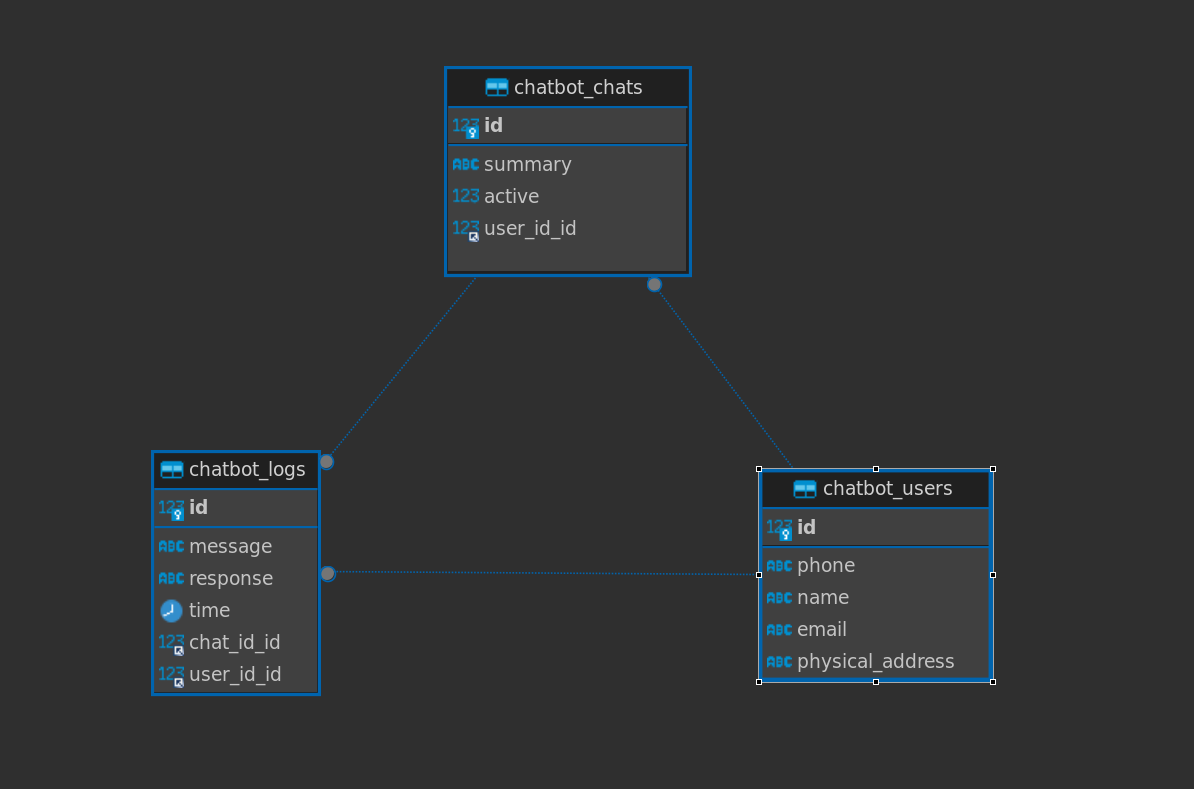 chatbot_chats
123 id
ABC summary
123 active
123 user_id_id
chatbot_logs
123 id
ABC message
ABC response
time
123 chat_id_id
123 user_id_id
chatbot_users
123 id
ABC phone
ABC name
ABC email
ABC physical_address